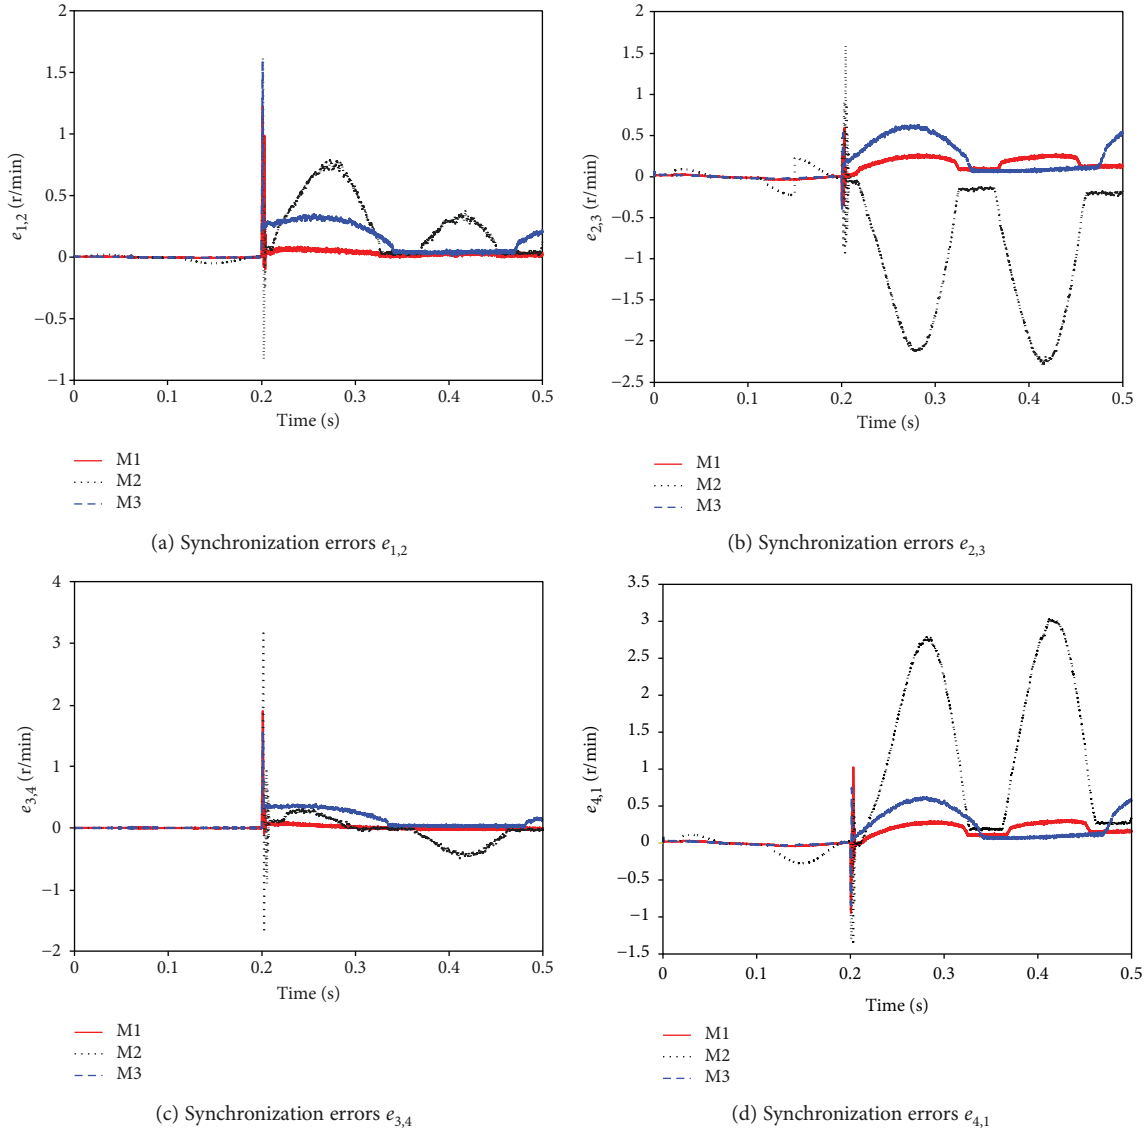 2
1.5
1
0.5
0
−0.5
−1
e1,2 (r/min)
0 0.1 0.2 0.3 0.4 0.5
Time (s)
M1
M2
M3
(a) Synchronization errors e1,2
2
1.5
1
0.5
0
−0.5
−1
−1.5
−2
−2.5
e2,3 (r/min)
0 0.1 0.2 0.3 0.4 0.5
Time (s)
M1
M2
M3
(b) Synchronization errors e2,3
4
3
2
1
0
−1
−2
e3,4 (r/min)
0 0.1 0.2 0.3 0.4 0.5
Time (s)
M1
M2
M3
(c) Synchronization errors e3,4
3.5
3
2.5
2
1.5
1
0.5
0
−0.5
−1
−1.5
e4,1 (r/min)
0 0.1 0.2 0.3 0.4 0.5
Time (s)
M1
M2
M3
(d) Synchronization errors e4,1